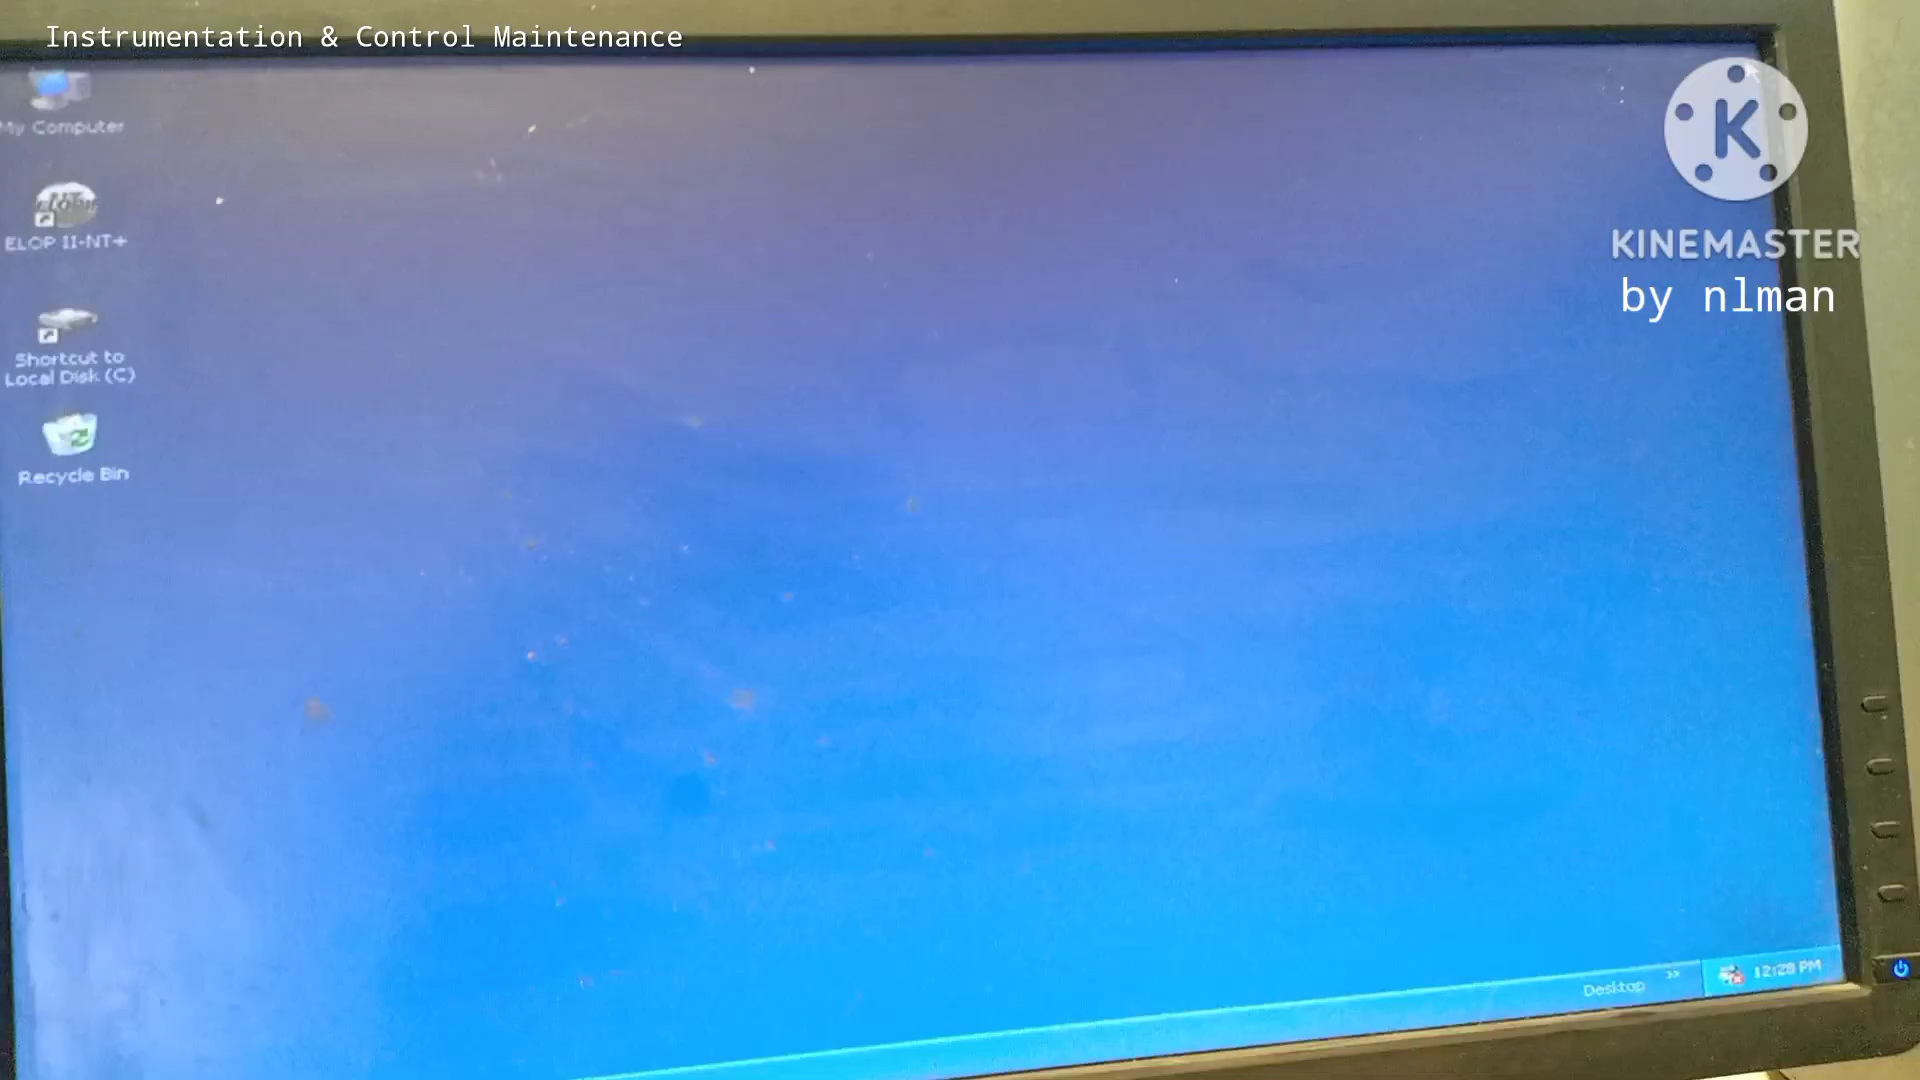 Instrumentation & Control Maintenance
My Computer
ELOP II-NT+
Shortcut to
Local Disk (C)
Recycle Bin
K
KINEMASTER
by nlman
Desktop
12:28 PM